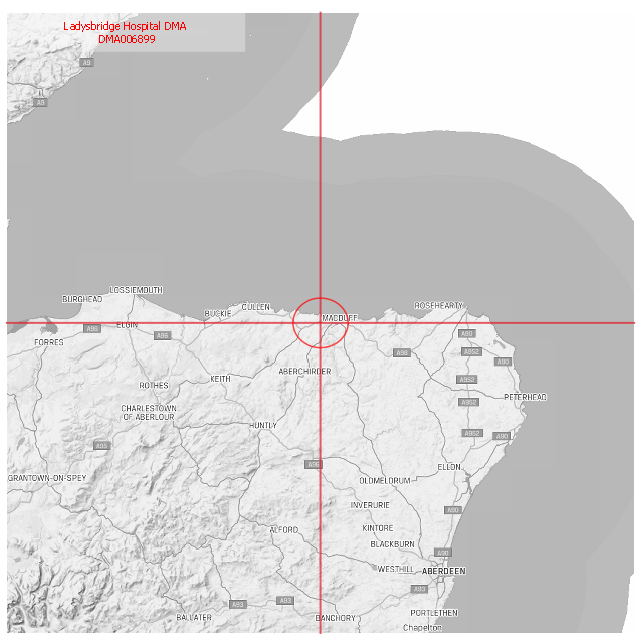 Ladysbridge Hospital DMA
DMA006899
A9
A9
LOSSIEMOUTH
BURGHEAD
CULLEN
ROSEHEARTY
BUCKIE
MACDUFF
ELGIN
A96
A96
A90
FORRES
A98
A952
A90
ABERCHIRDER
KEITH
A952
ROTHES
PETERHEAD
A952
CHARLESTOWN
OF ABERLOUR
HUNTLY
A952
A90
A95
A96
ELLON
GRANTOWN-ON-SPEY
OLDMELDRUM
INVERURIE
A90
KINTORE
ALFORD
BLACKBURN
A90
WESTHILL
ABERDEEN
A93
A93
A93
PORTLETHEN
BALLATER
BANCHORY
Chapelton